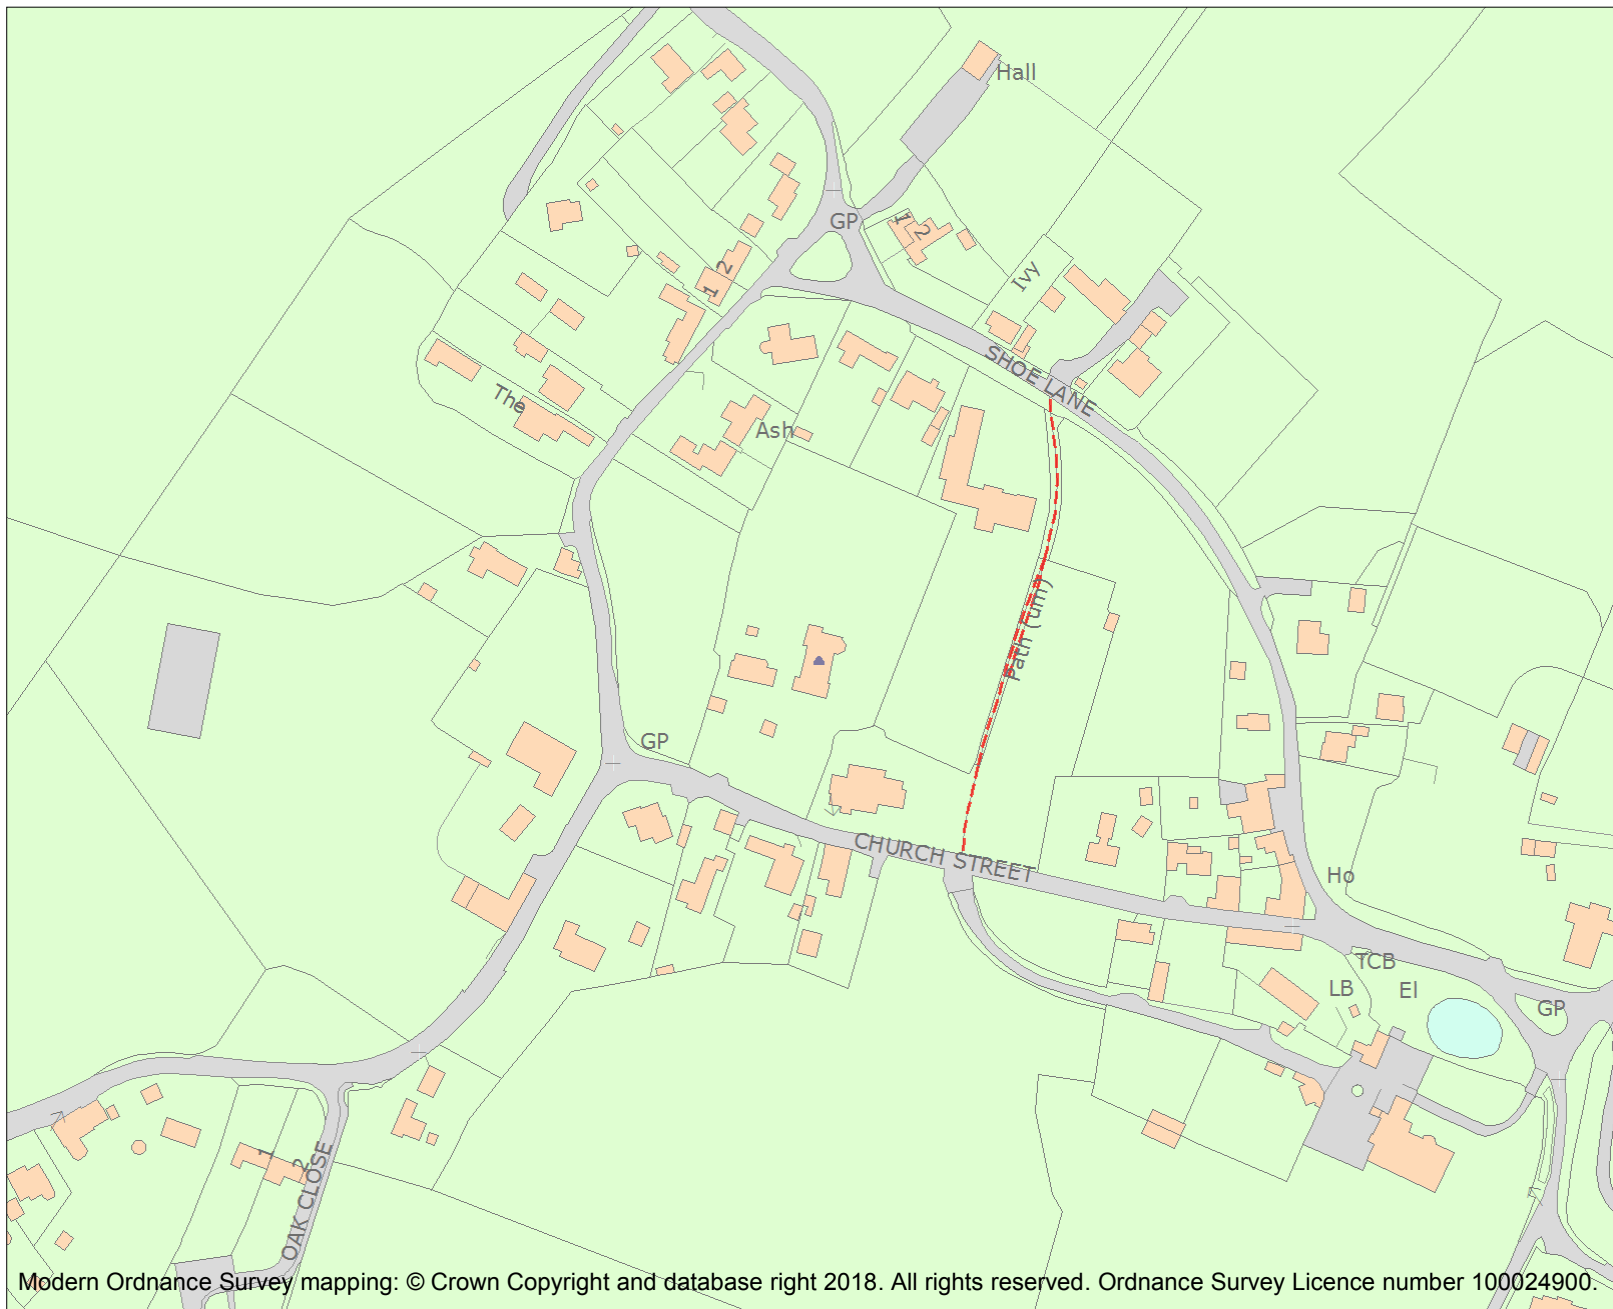 Hall
GP
1
2
Ivy
1 2
SHOE LANE
The
Ash
Path (um)
GP
CHURCH STREET
Ho
TCB
LB
El
GP
1
2
OAK CLOSE
Modern Ordnance Survey mapping: © Crown Copyright and database right 2018. All rights reserved. Ordnance Survey Licence number 100024900.